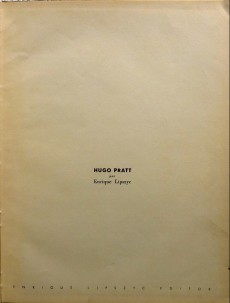 HUGO PRATT
por
Enrique Lipszyc
ENRIQUE LIPSZYC EDITOR